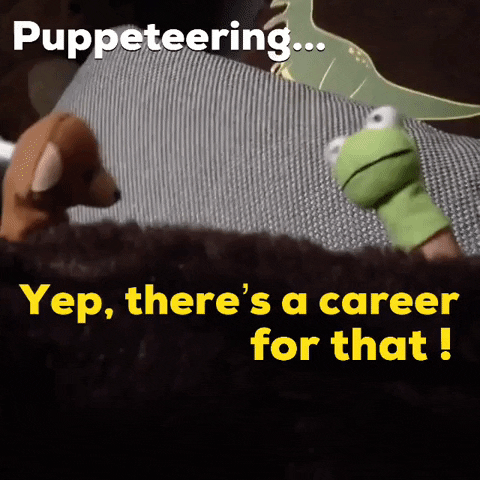 Puppeteering...
Yep, there's a career
for that !